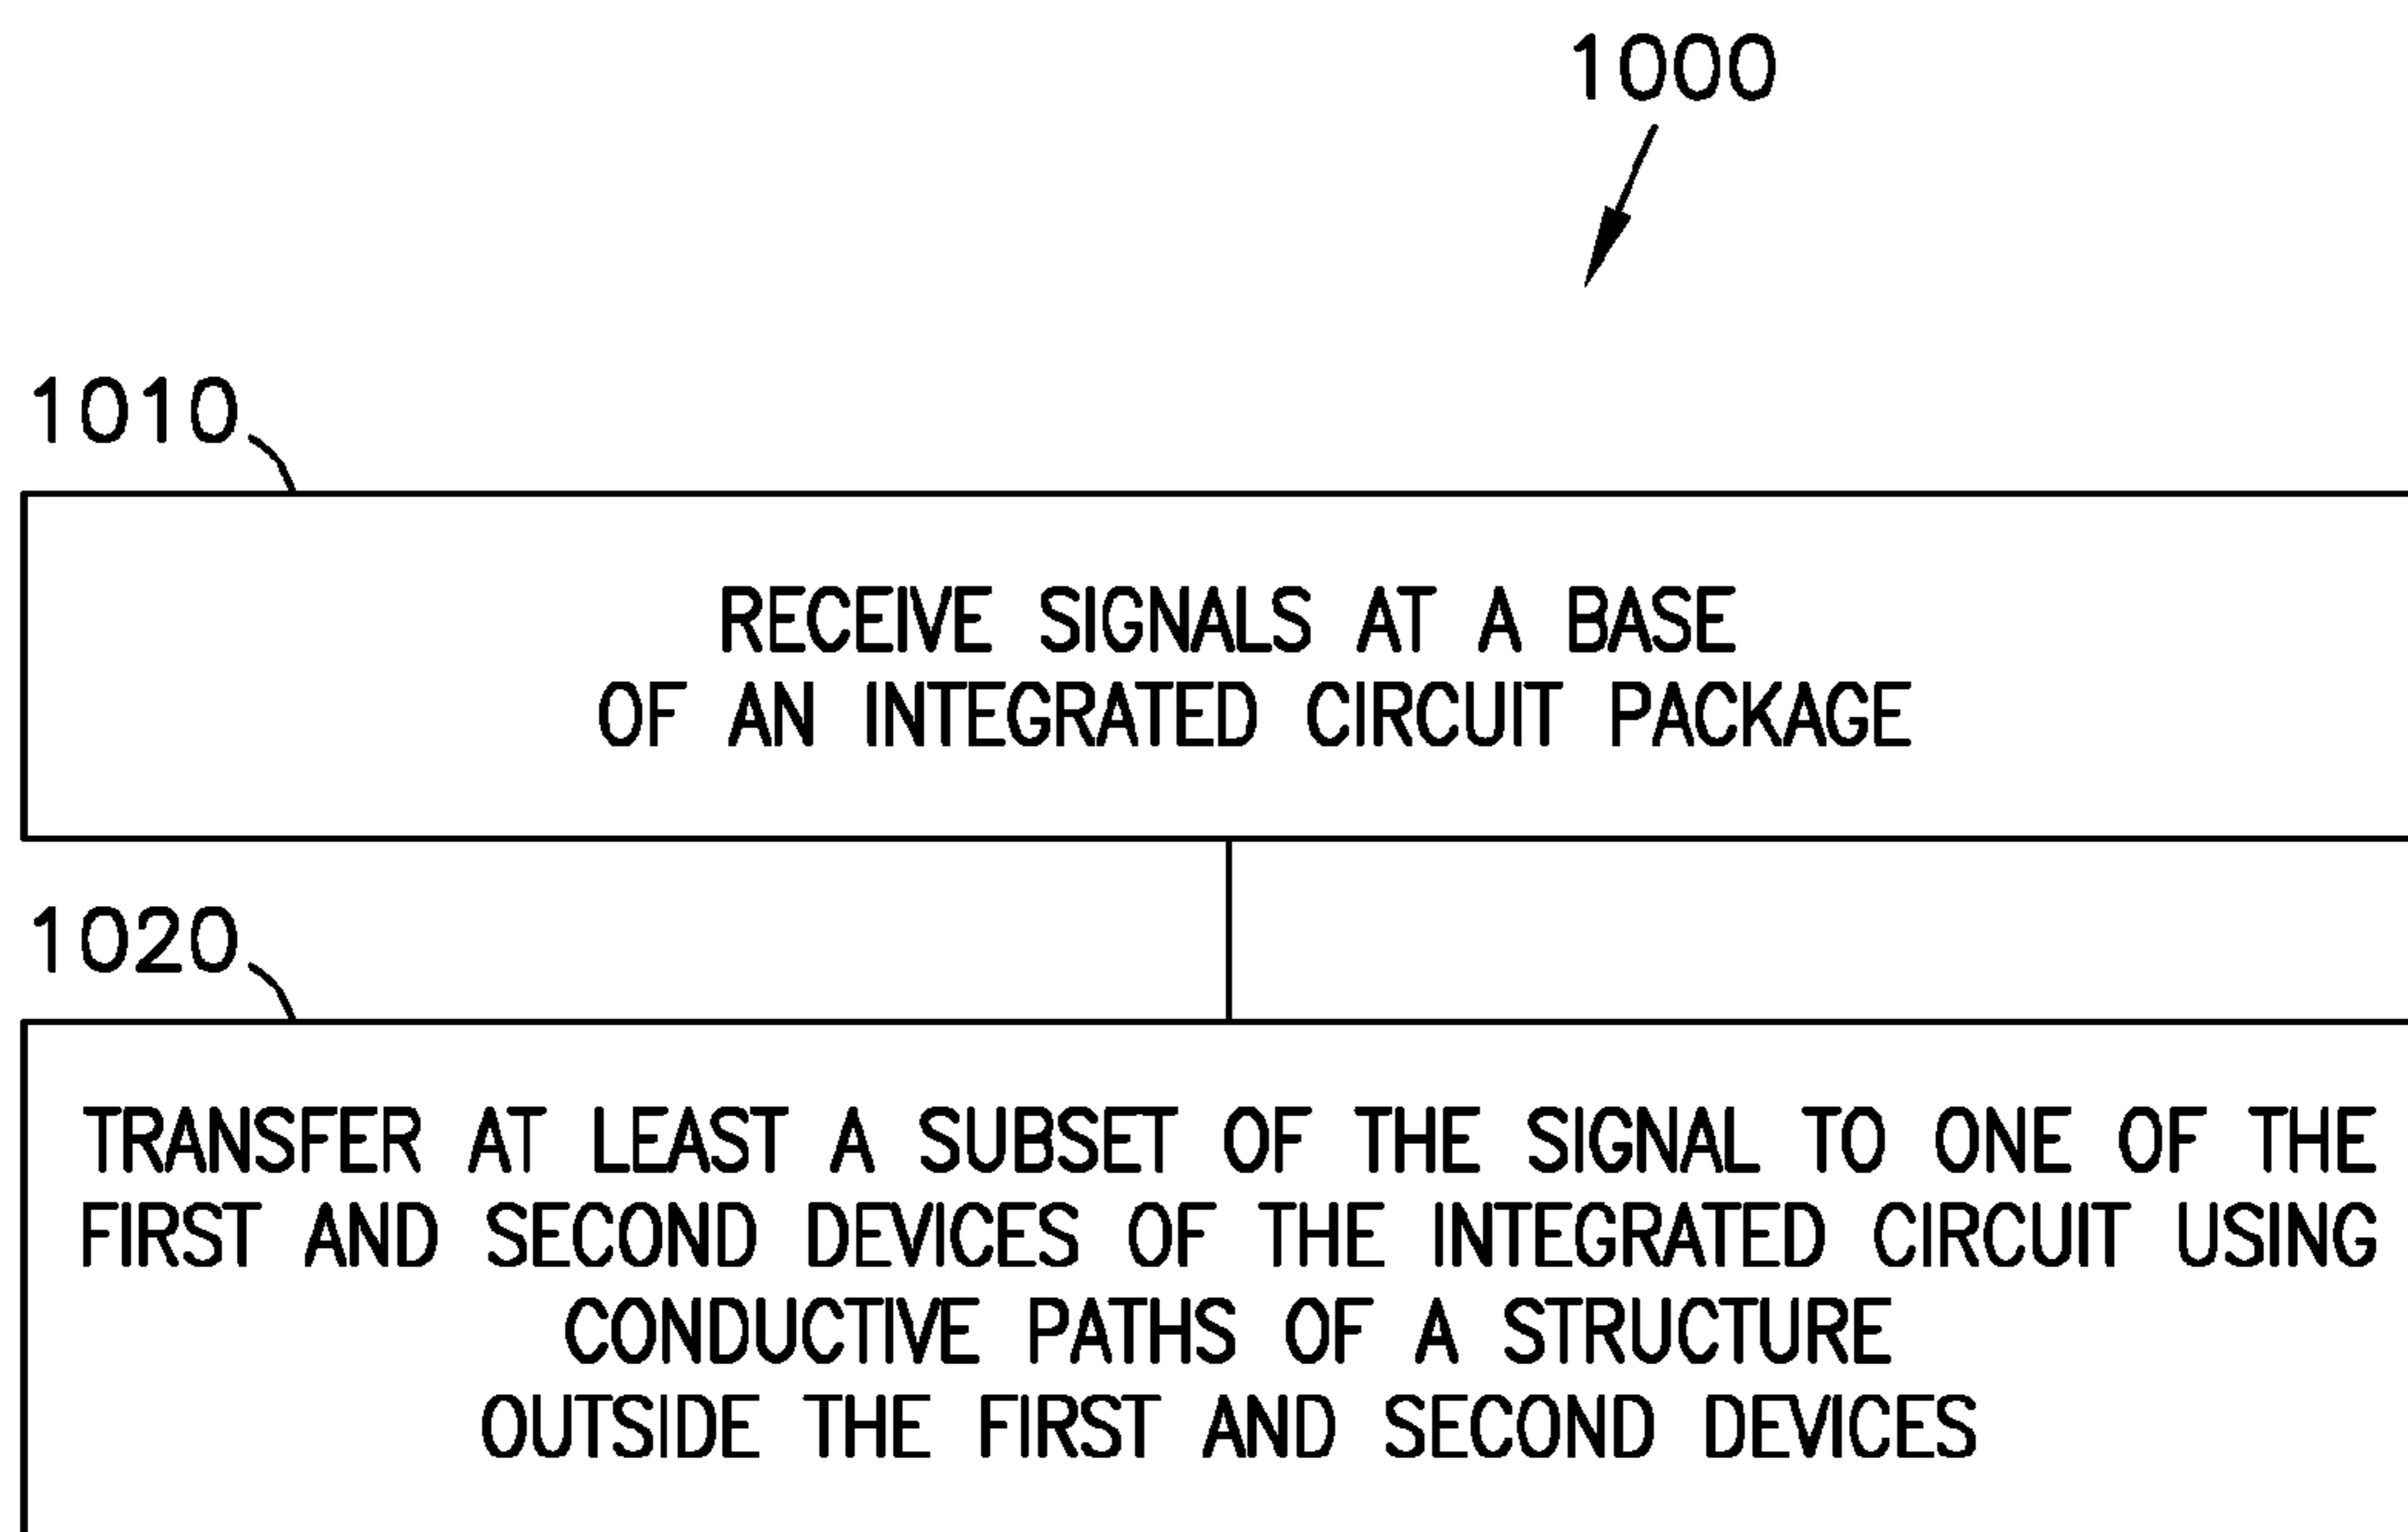 1000
1010
RECEIVE SIGNALS AT A BASE
OF AN INTEGRATED CIRCUIT PACKAGE
1020
TRANSFER AT LEAST A SUBSET OF THE SIGNAL TO ONE OF THE
FIRST AND SECOND DEVICES OF THE INTEGRATED CIRCUIT USING
CONDUCTIVE PATHS OF A STRUCTURE
OUTSIDE THE FIRST AND SECOND DEVICES